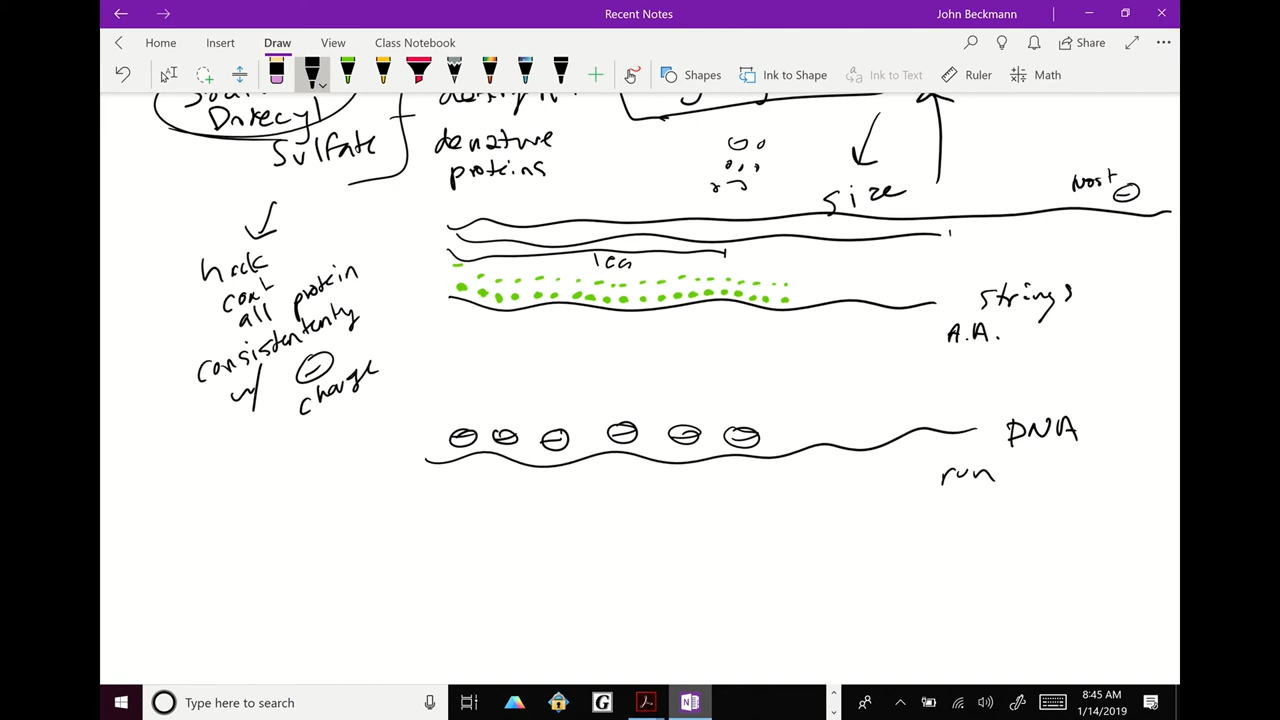 Recent Notes
John Beckmann
Home Insert Draw View Class Notebook
Share
Shapes Ink to Shape Ink to Text Ruler Math
Dodecyl
Sulfate
denature
proteins
size
most
⊖
hack
coat
all protein
consistentently
w/ ⊖
charge
strings
A.A.
⊖ ⊖ ⊖ ⊖ ⊖ ⊖
DNA
run
Type here to search
8:45 AM
1/14/2019